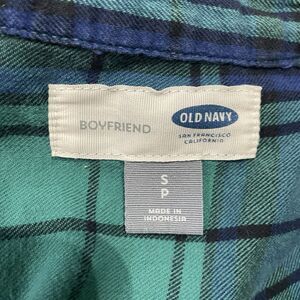 BOYFRIEND
OLD NAVY
SAN FRANCISCO
CALIFORNIA
S
P
MADE IN
INDONESIA